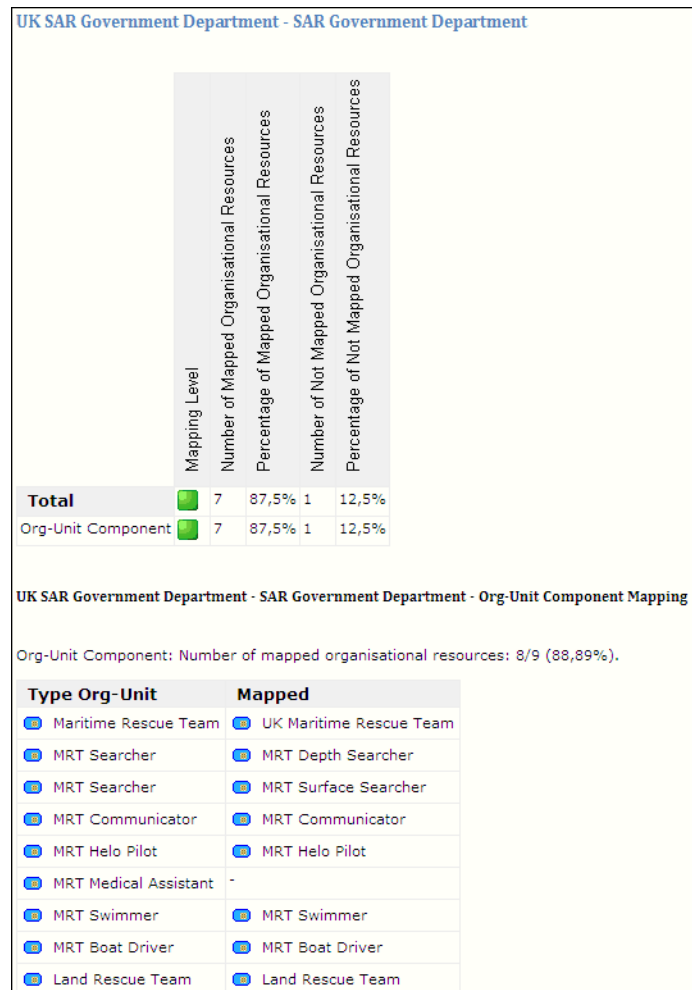 UK SAR Government Department - SAR Government Department
Mapping Level
Number of Mapped Organisational Resources
Percentage of Mapped Organisational Resources
Number of Not Mapped Organisational Resources
Percentage of Not Mapped Organisational Resources
Total 7 87,5% 1 12,5%
Org-Unit Component 7 87,5% 1 12,5%
UK SAR Government Department - SAR Government Department - Org-Unit Component Mapping
Org-Unit Component: Number of mapped organisational resources: 8/9 (88,89%).
Type Org-Unit Mapped
Maritime Rescue Team UK Maritime Rescue Team
MRT Searcher MRT Depth Searcher
MRT Searcher MRT Surface Searcher
MRT Communicator MRT Communicator
MRT Helo Pilot MRT Helo Pilot
MRT Medical Assistant -
MRT Swimmer MRT Swimmer
MRT Boat Driver MRT Boat Driver
Land Rescue Team Land Rescue Team